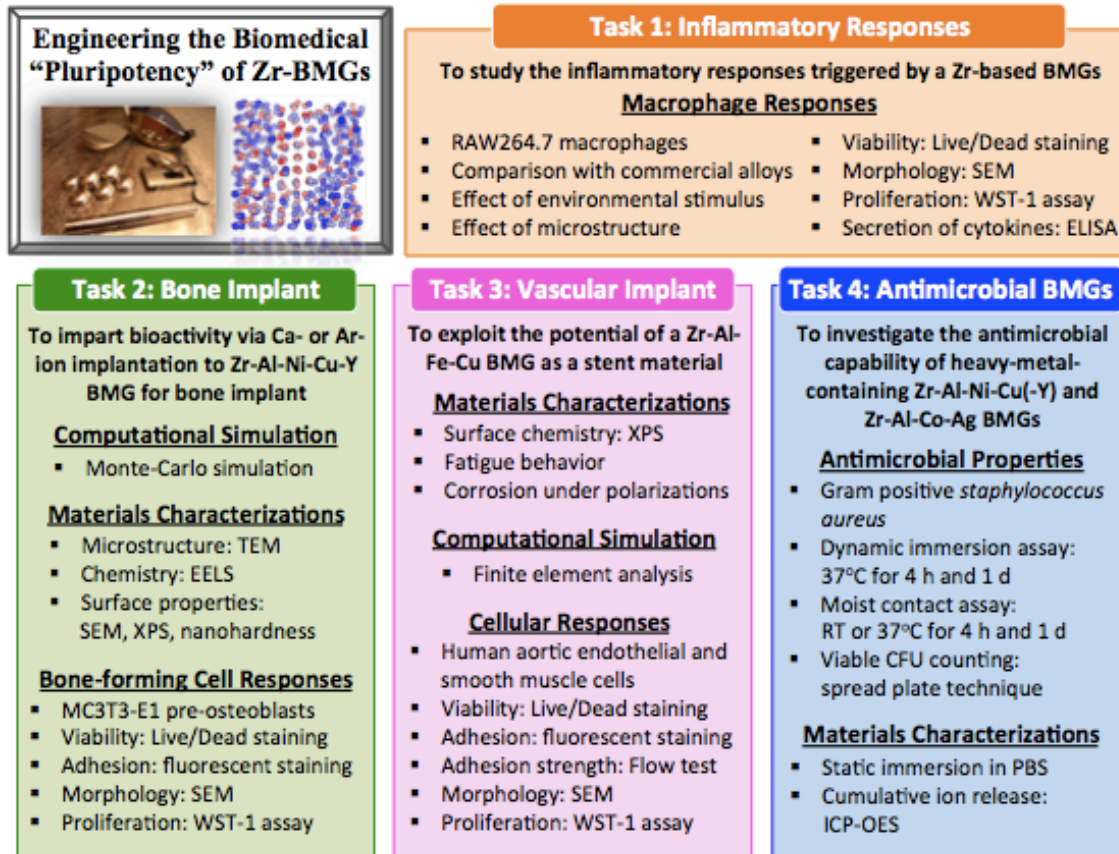 Engineering the Biomedical
“Pluripotency” of Zr-BMGs
Task 1: Inflammatory Responses
To study the inflammatory responses triggered by a Zr-based BMGs
Macrophage Responses
▪ RAW264.7 macrophages
▪ Comparison with commercial alloys
▪ Effect of environmental stimulus
▪ Effect of microstructure
▪ Viability: Live/Dead staining
▪ Morphology: SEM
▪ Proliferation: WST-1 assay
▪ Secretion of cytokines: ELISA
Task 2: Bone Implant
To impart bioactivity via Ca- or Ar-
ion implantation to Zr-Al-Ni-Cu-Y
BMG for bone implant
Computational Simulation
▪ Monte-Carlo simulation
Materials Characterizations
▪ Microstructure: TEM
▪ Chemistry: EELS
▪ Surface properties:
SEM, XPS, nanohardness
Bone-forming Cell Responses
▪ MC3T3-E1 pre-osteoblasts
▪ Viability: Live/Dead staining
▪ Adhesion: fluorescent staining
▪ Morphology: SEM
▪ Proliferation: WST-1 assay
Task 3: Vascular Implant
To exploit the potential of a Zr-Al-
Fe-Cu BMG as a stent material
Materials Characterizations
▪ Surface chemistry: XPS
▪ Fatigue behavior
▪ Corrosion under polarizations
Computational Simulation
▪ Finite element analysis
Cellular Responses
▪ Human aortic endothelial and
smooth muscle cells
▪ Viability: Live/Dead staining
▪ Adhesion: fluorescent staining
▪ Adhesion strength: Flow test
▪ Morphology: SEM
▪ Proliferation: WST-1 assay
Task 4: Antimicrobial BMGs
To investigate the antimicrobial
capability of heavy-metal-
containing Zr-Al-Ni-Cu(-Y) and
Zr-Al-Co-Ag BMGs
Antimicrobial Properties
▪ Gram positive staphylococcus
aureus
▪ Dynamic immersion assay:
37°C for 4 h and 1 d
▪ Moist contact assay:
RT or 37°C for 4 h and 1 d
▪ Viable CFU counting:
spread plate technique
Materials Characterizations
▪ Static immersion in PBS
▪ Cumulative ion release:
ICP-OES